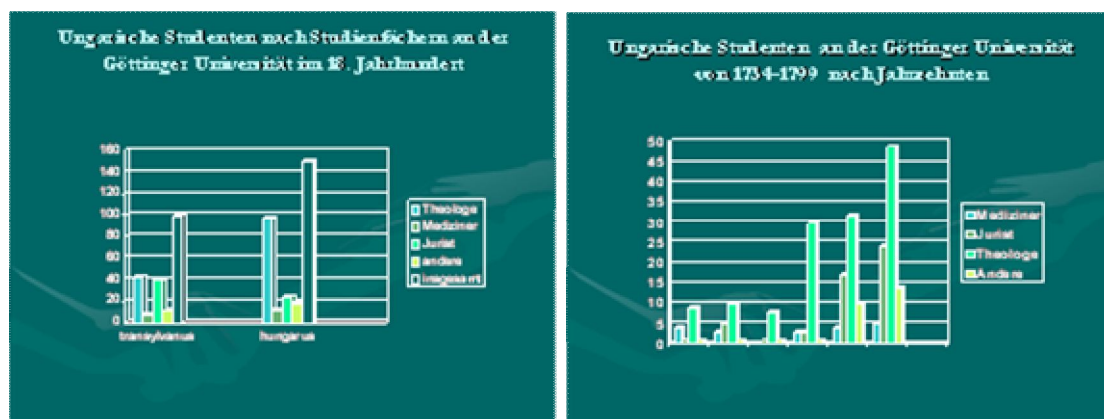 Ungarische Studenten nach Studienfächern an der
Göttinger Universität im 18. Jahrhundert
160
140
120
100
80
60
40
20
0
transylvanus
hungarus
Theologe
Mediziner
Jurist
andere
insgesamt
Ungarische Studenten an der Göttinger Universität
von 1734-1799 nach Jahrzehnten
50
45
40
35
30
25
20
15
10
5
0
Mediziner
Jurist
Theologe
Andere